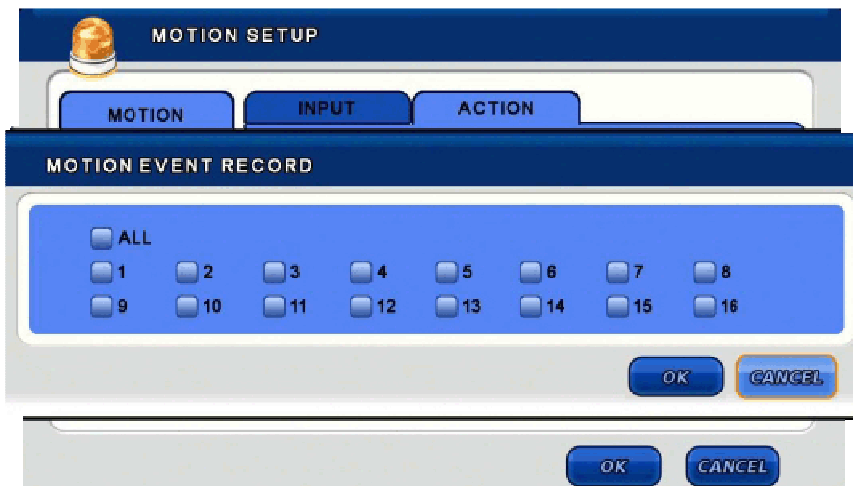 MOTION SETUP
MOTION INPUT ACTION
MOTION EVENT RECORD
ALL
1 2 3 4 5 6 7 8
9 10 11 12 13 14 15 16
OK CANCEL
OK CANCEL